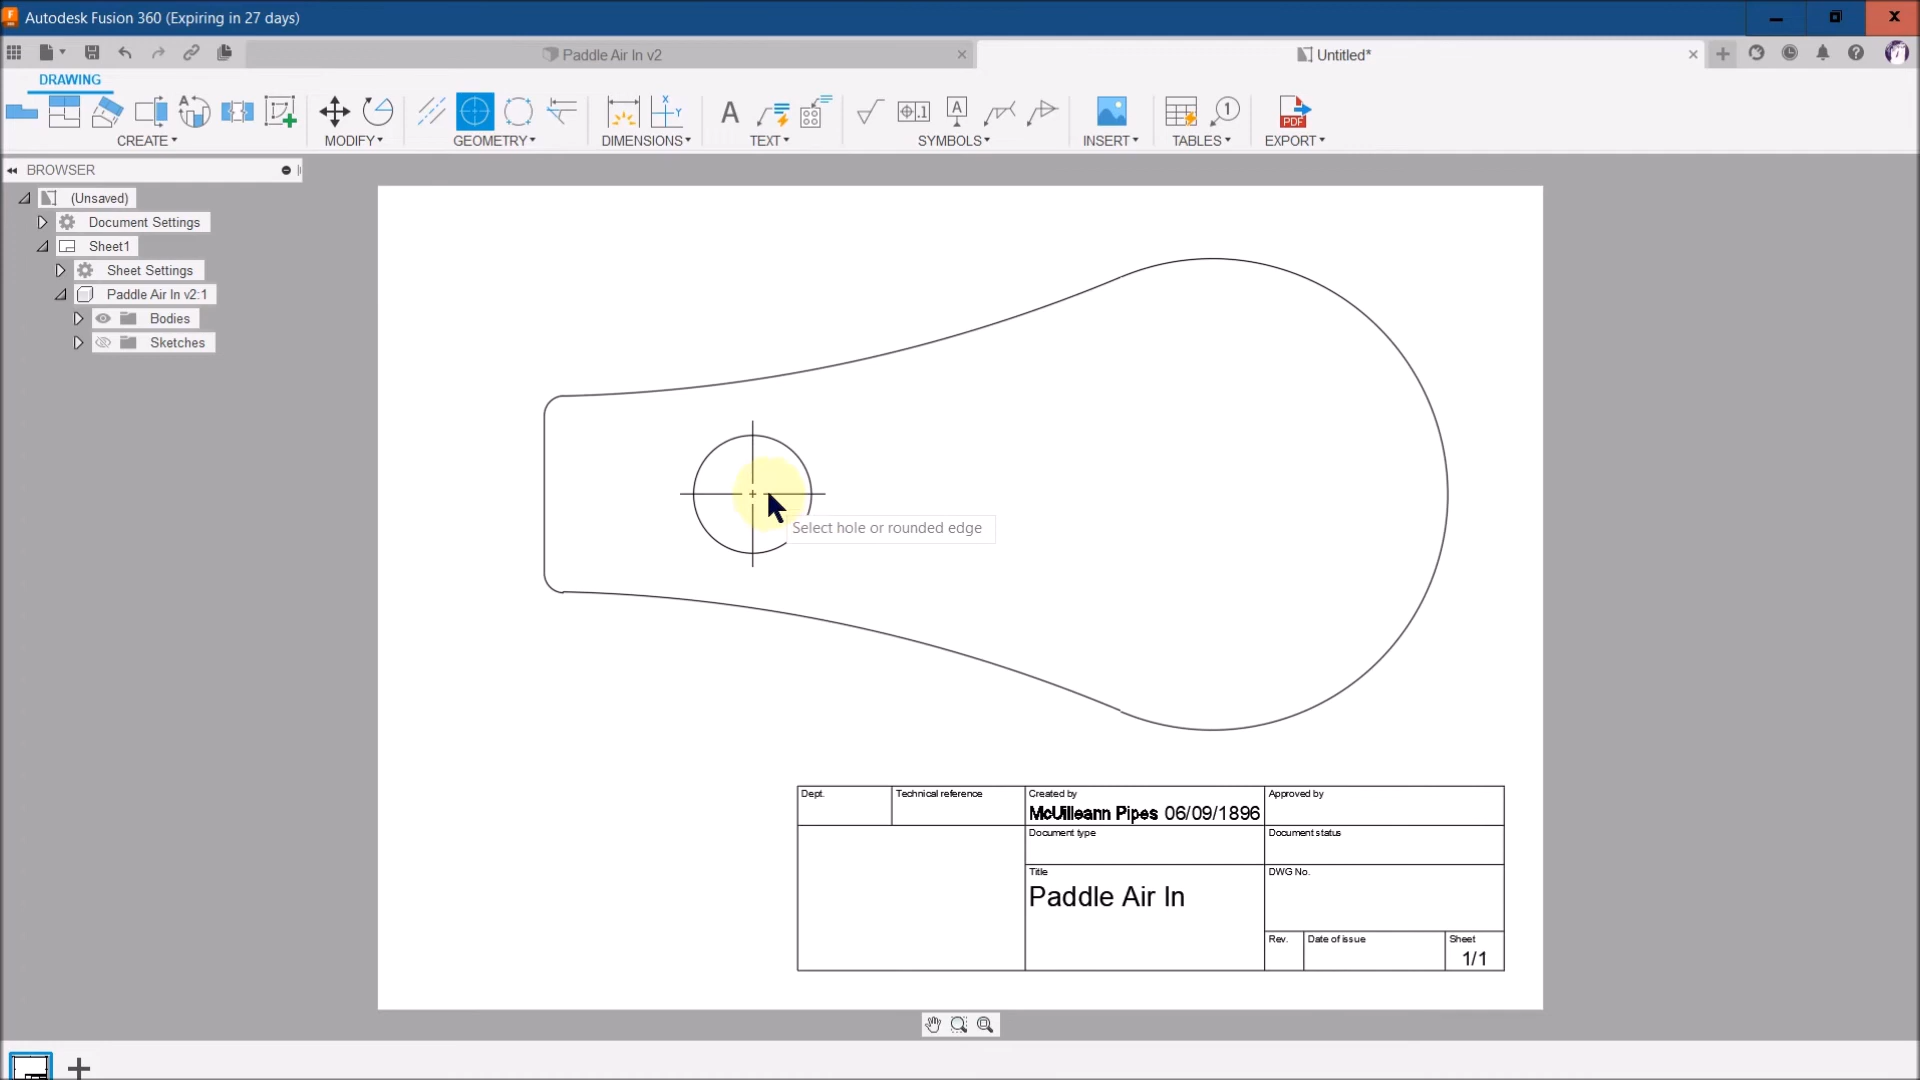 Autodesk Fusion 360 (Expiring in 27 days)
Paddle Air In v2
Untitled*
DRAWING
CREATE
MODIFY
GEOMETRY
DIMENSIONS
TEXT
SYMBOLS
INSERT
TABLES
EXPORT
BROWSER
(Unsaved)
Document Settings
Sheet1
Sheet Settings
Paddle Air In v2:1
Bodies
Sketches
Select hole or rounded edge
Dept.
Technical reference
Created by
McUilleann Pipes 06/09/1896
Approved by
Document type
Document status
Title
Paddle Air In
DWG No.
Rev.
Date of issue
Sheet
1/1